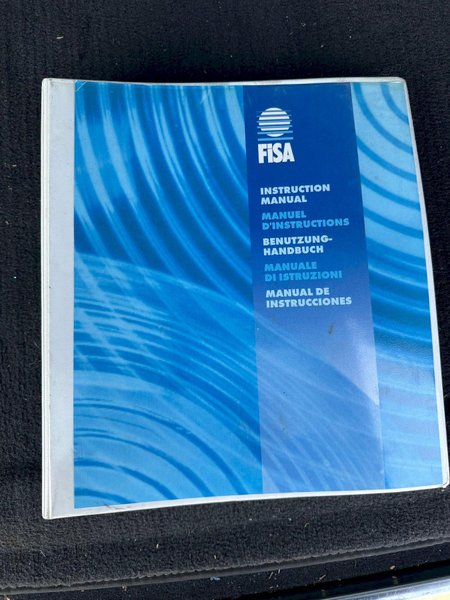 FiSA
INSTRUCTION
MANUAL
MANUEL
D'INSTRUCTIONS
BENUTZUNG-
HANDBUCH
MANUALE
DI ISTRUZIONI
MANUAL DE
INSTRUCCIONES